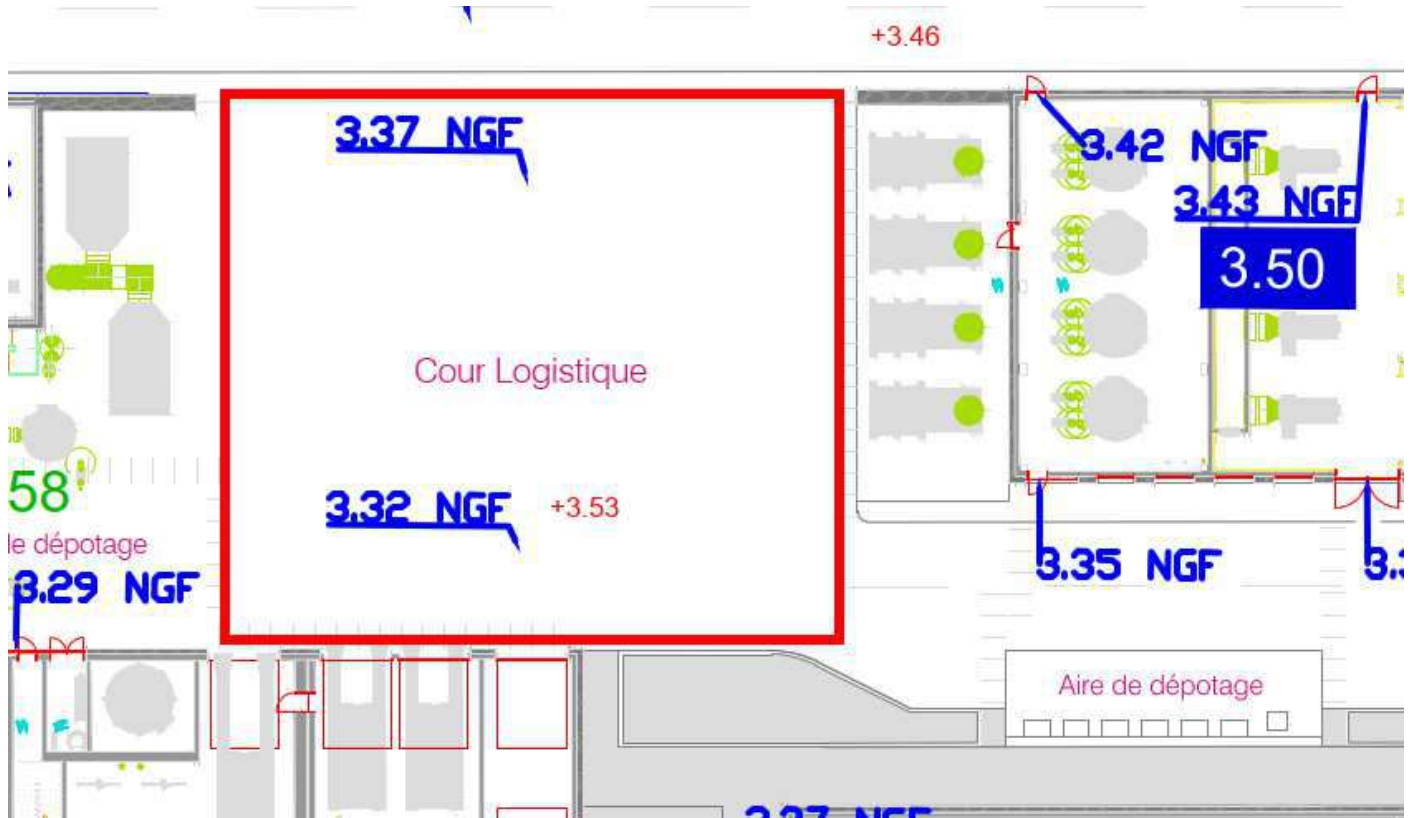 +3.46
3.37 NGF
3.42 NGF
3.43 NGF
3.50
Cour Logistique
58
3.32 NGF
+3.53
le dépotage
3.29 NGF
3.35 NGF
Aire de dépotage